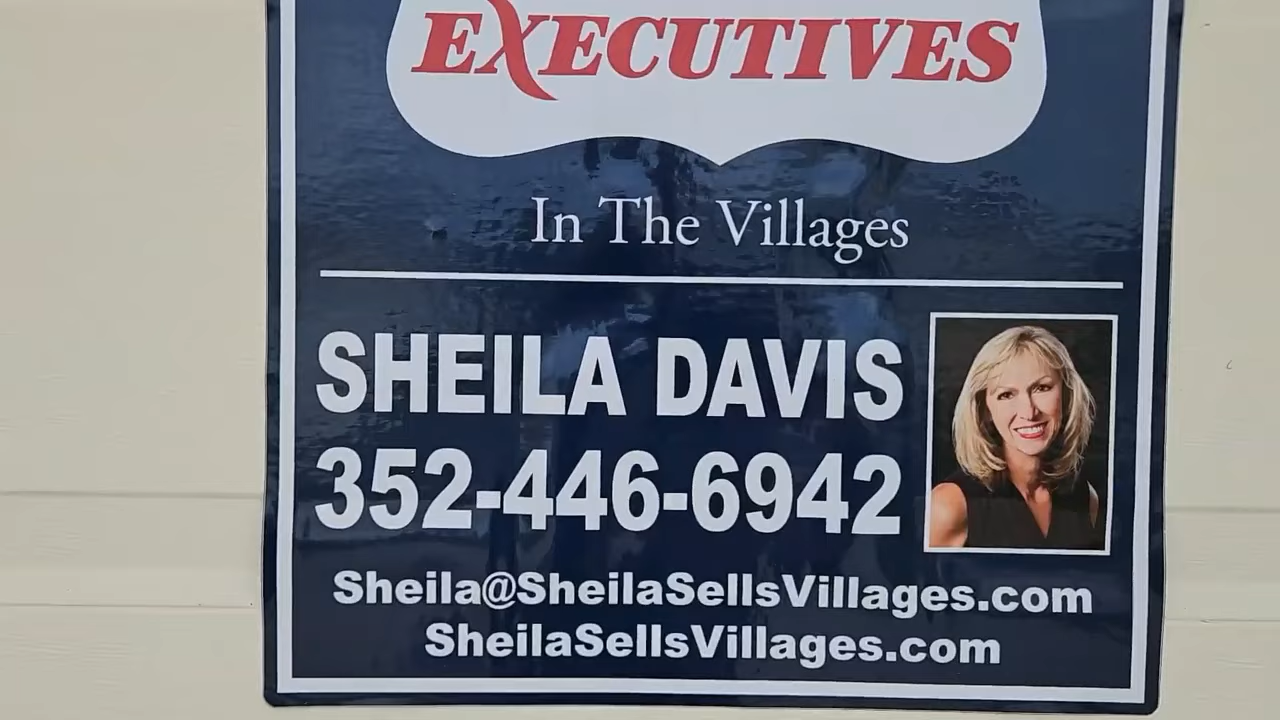 EXECUTIVES
In The Villages
SHEILA DAVIS
352-446-6942
Sheila@SheilaSellsVillages.com
SheilaSellsVillages.com